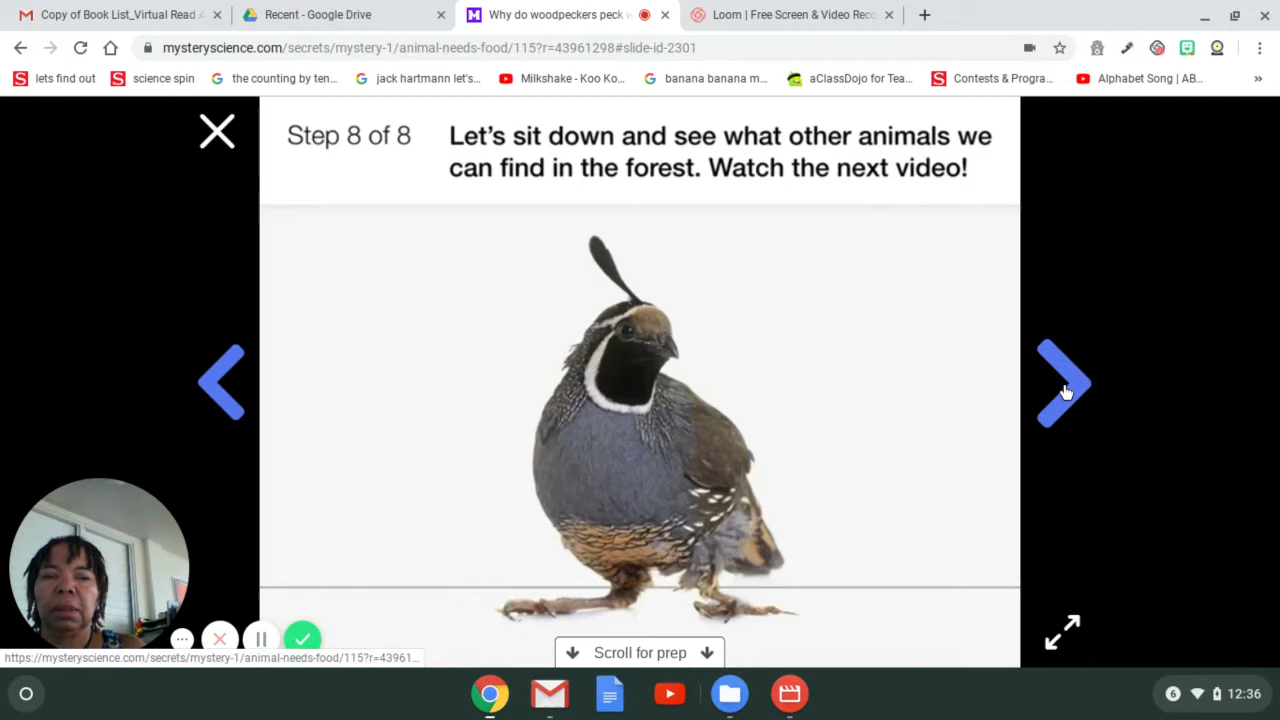 Copy of Book List_Virtual Read A
Recent - Google Drive
Why do woodpeckers peck w
Loom | Free Screen & Video Reco
mysteryscience.com/secrets/mystery-1/animal-needs-food/115?r=43961298#slide-id-2301
lets find out
science spin
the counting by ten...
jack hartmann let's...
Milkshake - Koo Ko...
banana banana m...
aClassDojo for Tea...
Contests & Progra...
Alphabet Song | AB...
Step 8 of 8
Let's sit down and see what other animals we
can find in the forest. Watch the next video!
Scroll for prep
https://mysteryscience.com/secrets/mystery-1/animal-needs-food/115?r=43961...
6
12:36